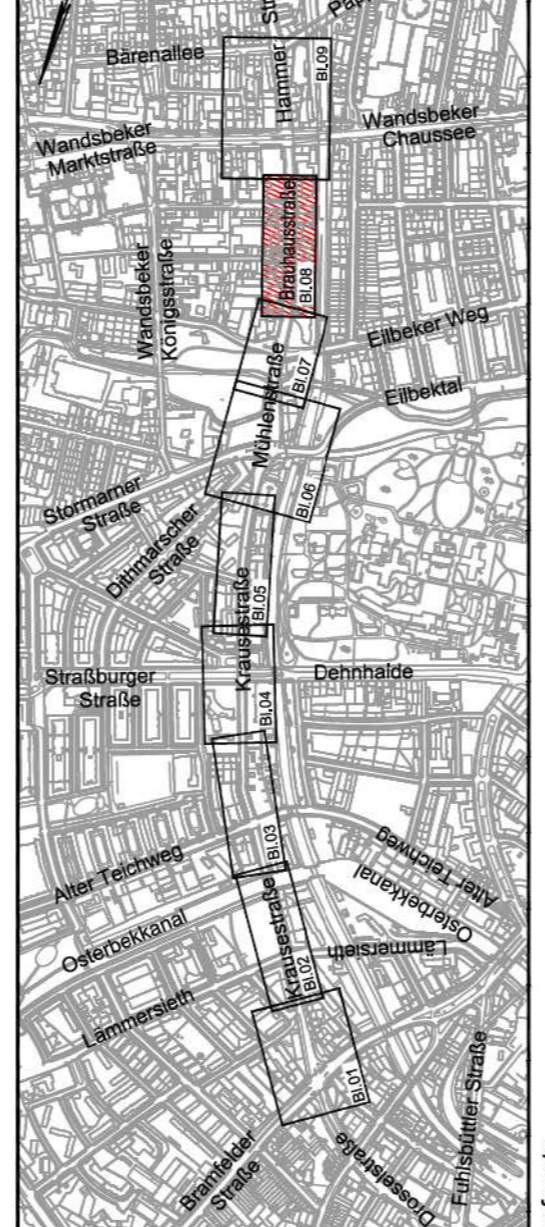 Bärenallee
Hammer
Bl.09
Wandsbeker
Marktstraße
Wandsbeker
Chaussee
Brauhausstraße
Bl.08
Wandsbeker
Königsstraße
Eilbeker Weg
Mühlenstraße
Bl.07
Eilbektal
Bl.06
Stormarner
Straße
Dithmarscher
Straße
Krausestraße
Bl.05
Straßburger
Straße
Dehnhaide
Bl.04
Bl.03
Alter Teichweg
Alter Teichweg
Osterbekkanal
Osterbekkanal
Krausestraße
Bl.02
Lämmersieth
Lämmersieth
Bl.01
Bramfelder
Straße
Drosselstraße
Fuhlsbüttler Straße